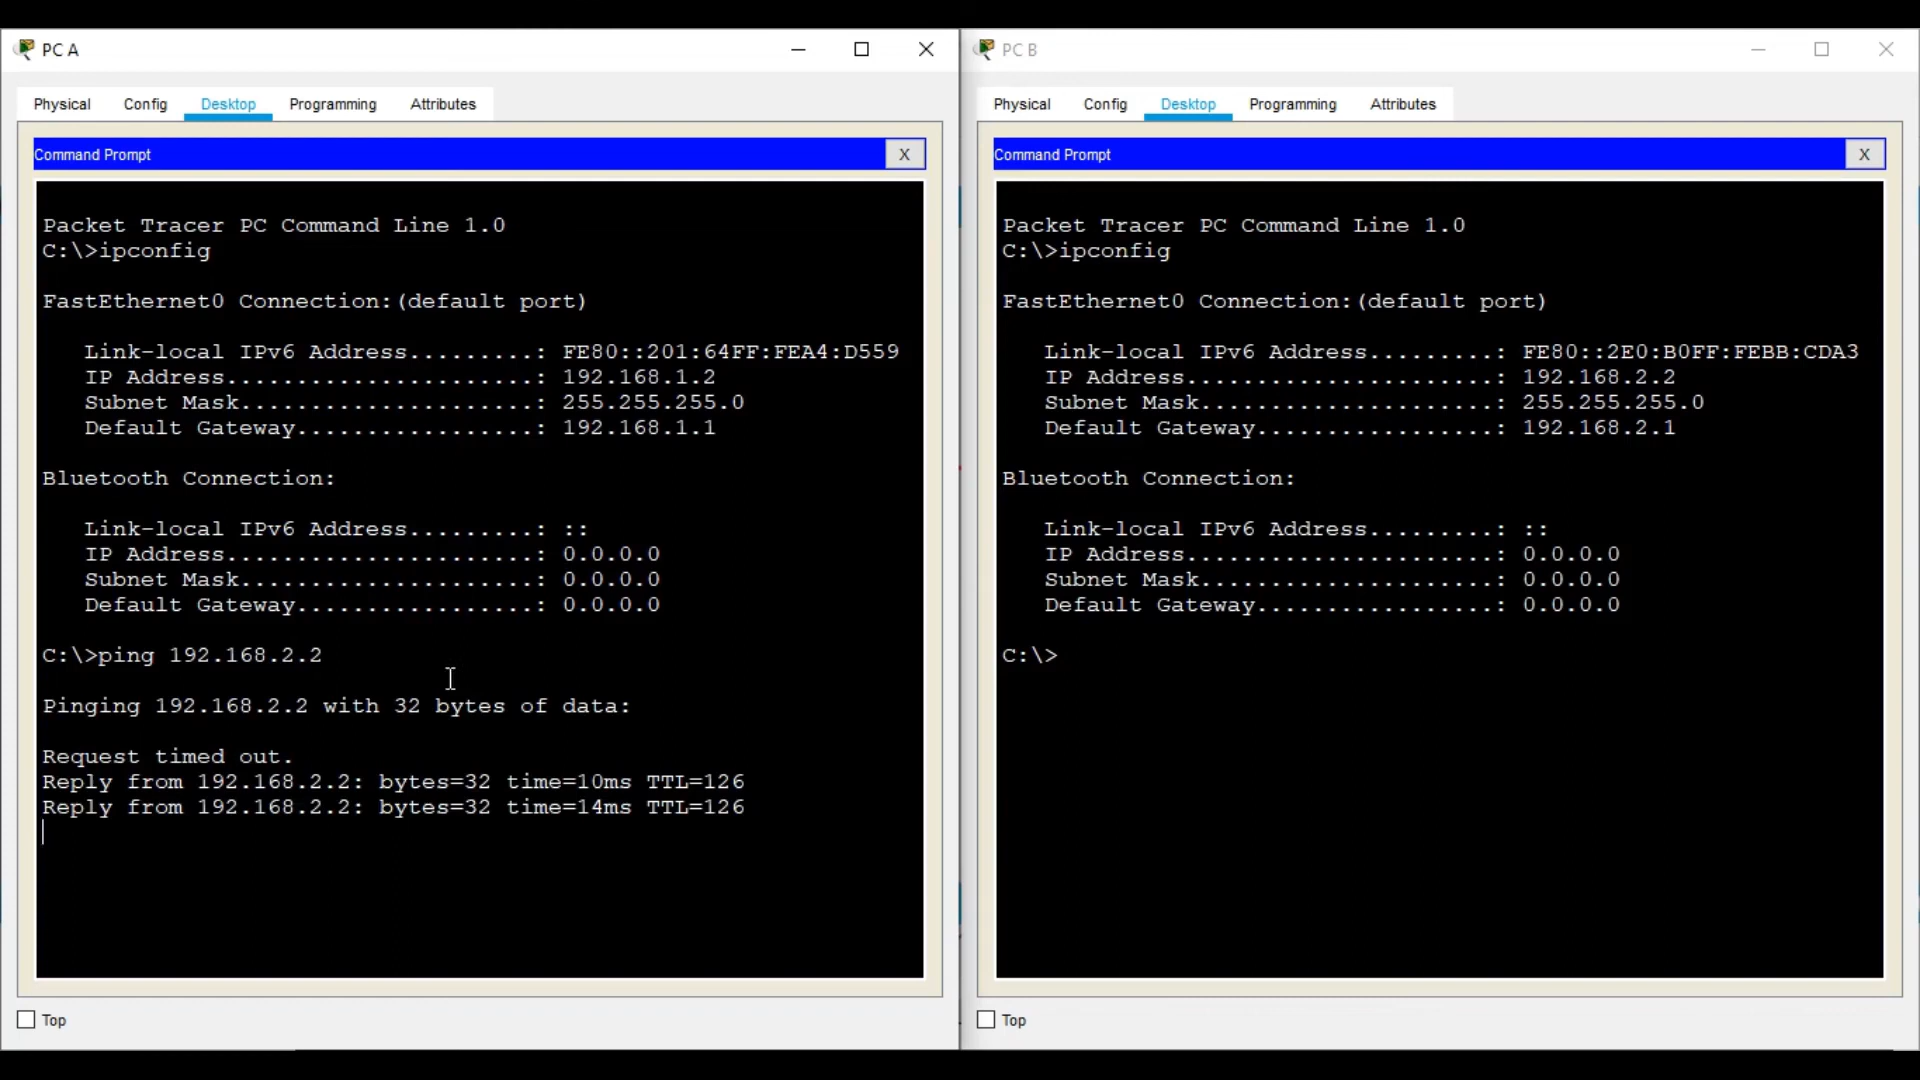 PC A
Physical Config Desktop Programming Attributes
Command Prompt X
Packet Tracer PC Command Line 1.0
C:\>ipconfig
FastEthernet0 Connection:(default port)
Link-local IPv6 Address.........: FE80::201:64FF:FEA4:D559
IP Address......................: 192.168.1.2
Subnet Mask.....................: 255.255.255.0
Default Gateway.................: 192.168.1.1
Bluetooth Connection:
Link-local IPv6 Address.........: ::
IP Address......................: 0.0.0.0
Subnet Mask.....................: 0.0.0.0
Default Gateway.................: 0.0.0.0
C:\>ping 192.168.2.2
Pinging 192.168.2.2 with 32 bytes of data:
Request timed out.
Reply from 192.168.2.2: bytes=32 time=10ms TTL=126
Reply from 192.168.2.2: bytes=32 time=14ms TTL=126
Top
PC B
Physical Config Desktop Programming Attributes
Command Prompt X
Packet Tracer PC Command Line 1.0
C:\>ipconfig
FastEthernet0 Connection:(default port)
Link-local IPv6 Address.........: FE80::2E0:B0FF:FEBB:CDA3
IP Address......................: 192.168.2.2
Subnet Mask.....................: 255.255.255.0
Default Gateway.................: 192.168.2.1
Bluetooth Connection:
Link-local IPv6 Address.........: ::
IP Address......................: 0.0.0.0
Subnet Mask.....................: 0.0.0.0
Default Gateway.................: 0.0.0.0
C:\>
Top